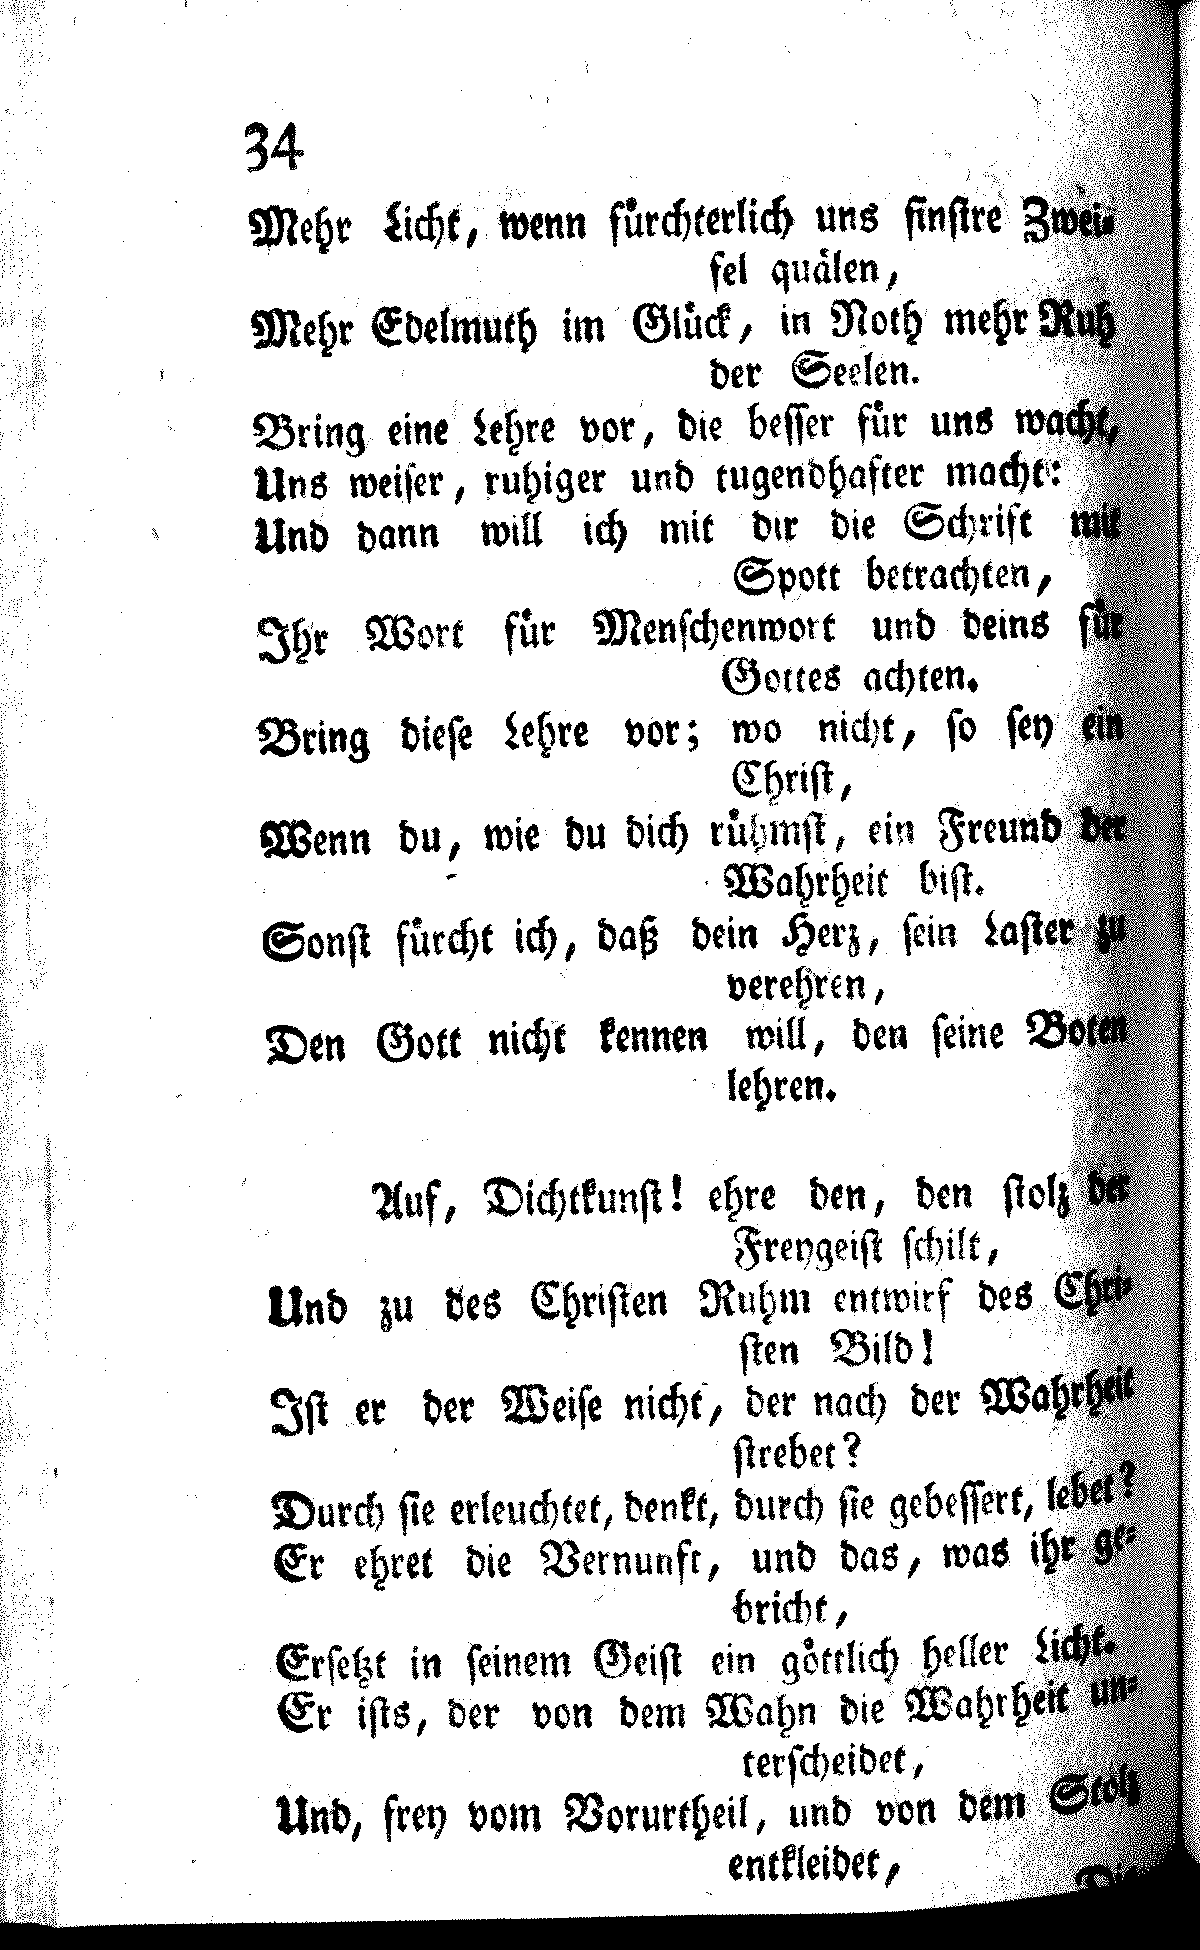 34
Mehr Licht, wenn fürchterlich uns finstre Zwei-
fel quälen,
Mehr Edelmuth im Glück, in Noth mehr Ruh
der Seelen.
Bring eine Lehre vor, die besser für uns wacht,
Uns weiser, ruhiger und tugendhafter macht:
Und dann will ich mit dir die Schrift mit
Spott betrachten,
Ihr Wort für Menschenwort und deins für
Gottes achten.
Bring diese Lehre vor; wo nicht, so sey ein
Christ,
Wenn du, wie du dich rühmst, ein Freund der
Wahrheit bist.
Sonst fürcht ich, daß dein Herz, sein Laster zu
verehren,
Den Gott nicht kennen will, den seine Boten
lehren.
Auf, Dichtkunst! ehre den, den stolz der
Freygeist schilt,
Und zu des Christen Ruhm entwirf des Chri-
sten Bild!
Ist er der Weise nicht, der nach der Wahrheit
strebet?
Durch sie erleuchtet, denkt, durch sie gebessert, lebet?
Er ehret die Vernunft, und das, was ihr ge-
bricht,
Ersetzt in seinem Geist ein göttlich heller Licht.
Er ists, der von dem Wahn die Wahrheit un-
terscheidet,
Und, frey vom Vorurtheil, und von dem Stolz
entkleidet,